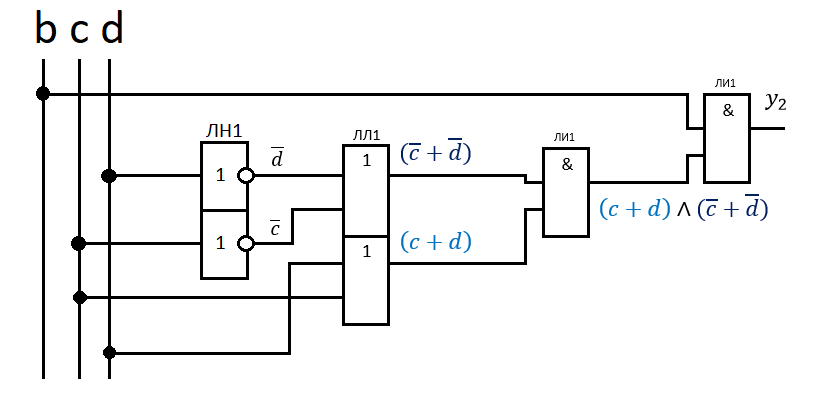 b c d
ЛИ1
&
y₂
ЛН1
1
d̅
1
c̅
ЛЛ1
1
(c̅ + d̅)
1
(c + d)
ЛИ1
&
(c + d) ∧ (c̅ + d̅)